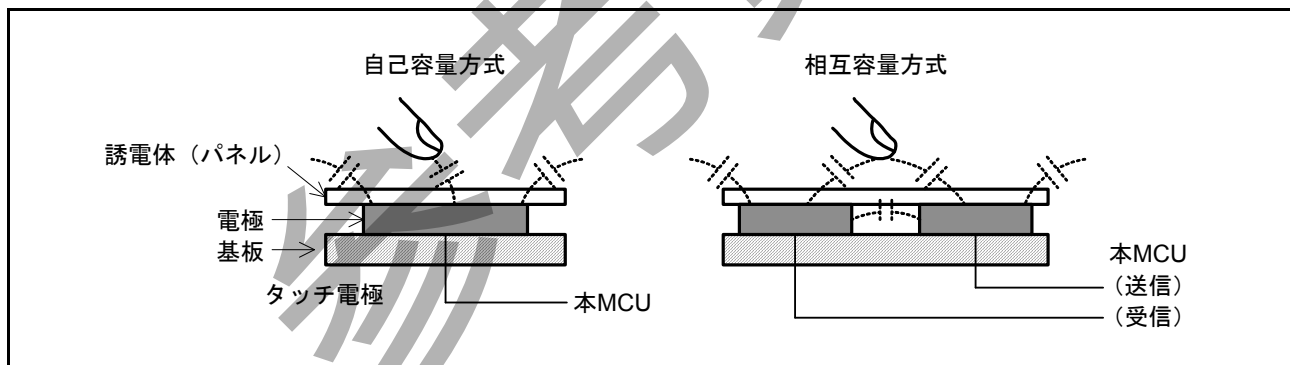 自己容量方式
相互容量方式
誘電体（パネル）
電極
基板
タッチ電極
本MCU
本MCU
（送信）
（受信）
参考